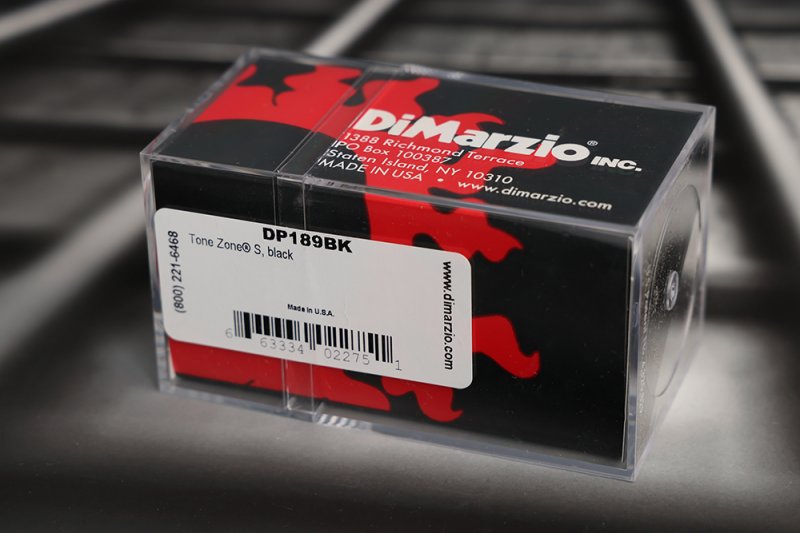 DiMarzio® INC.
1388 Richmond Terrace
PO Box 100387
Staten Island, NY 10310
MADE IN USA • www.dimarzio.com
DP189BK
Tone Zone® S, black
(800) 221-6468
www.dimarzio.com
Made in U.S.A.
6 63334 02275 1